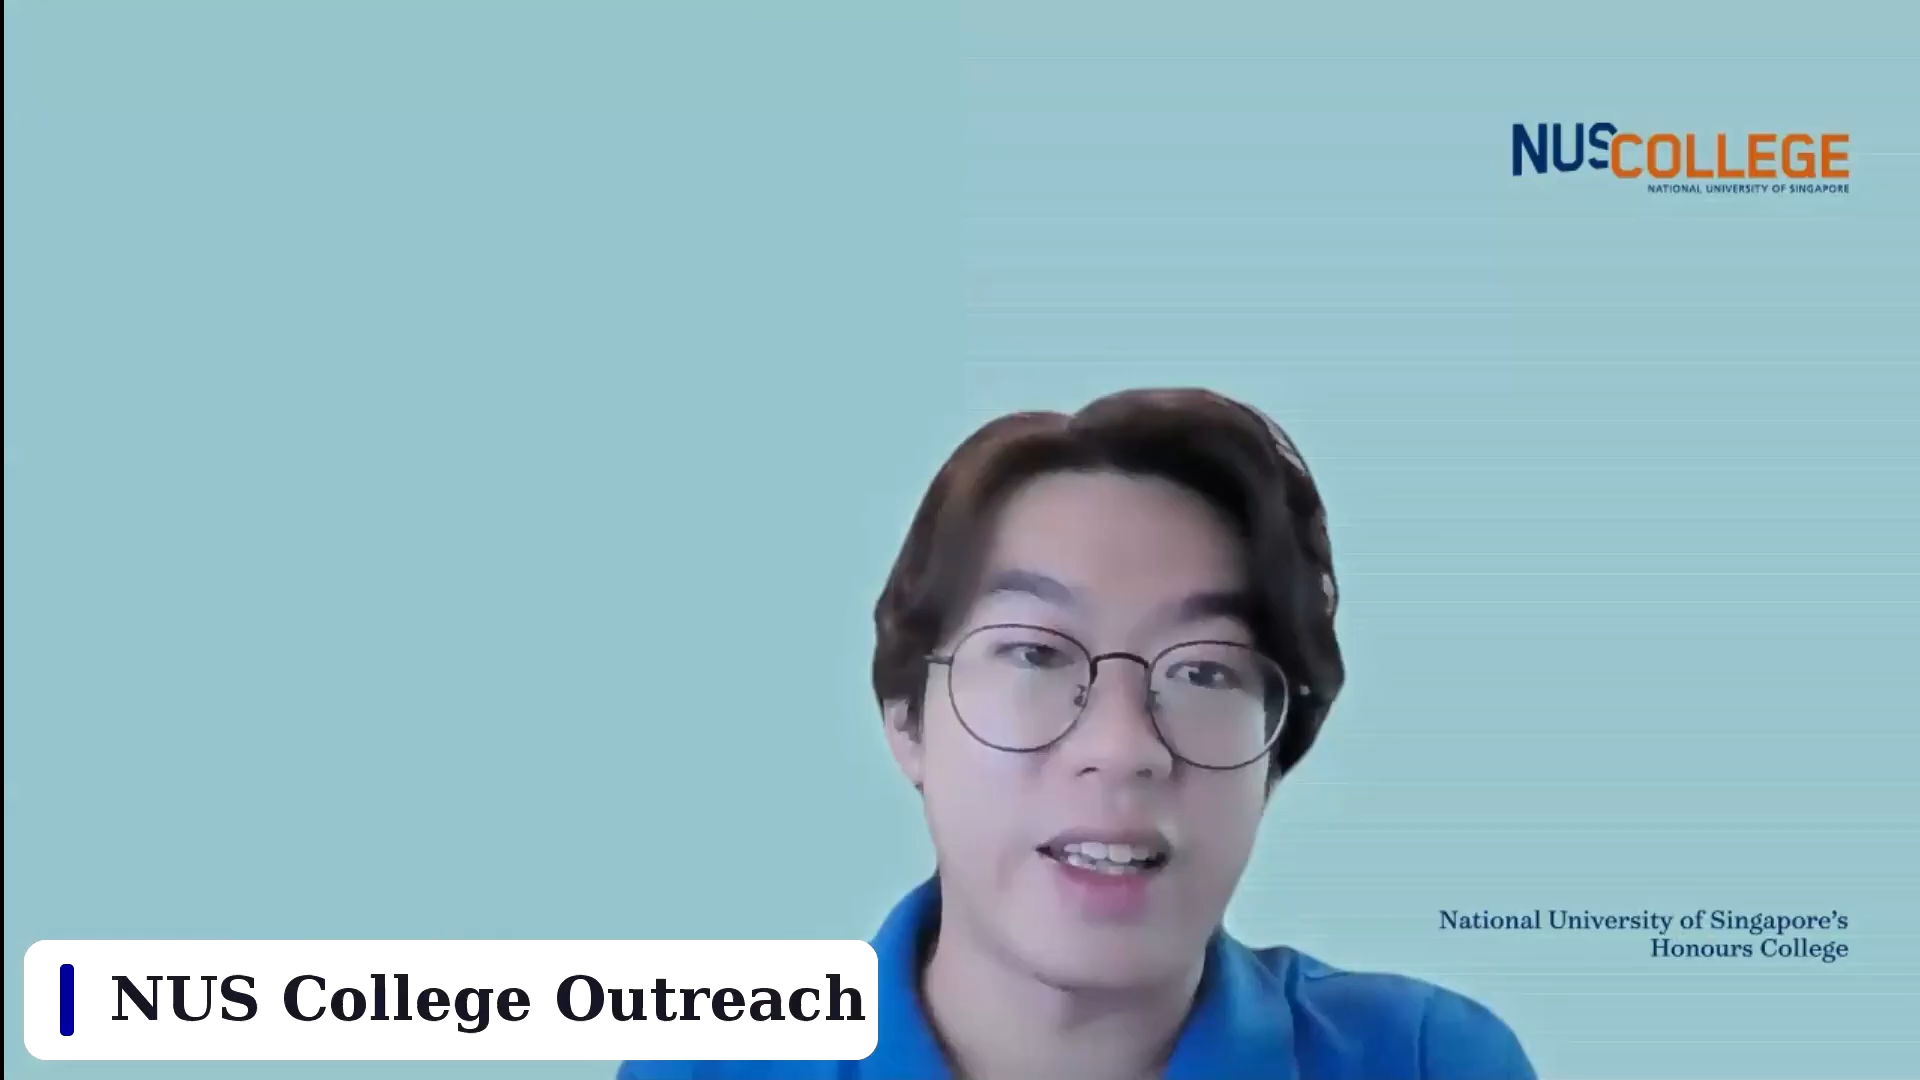 NUSCOLLEGE
NATIONAL UNIVERSITY OF SINGAPORE
National University of Singapore’s
Honours College
NUS College Outreach